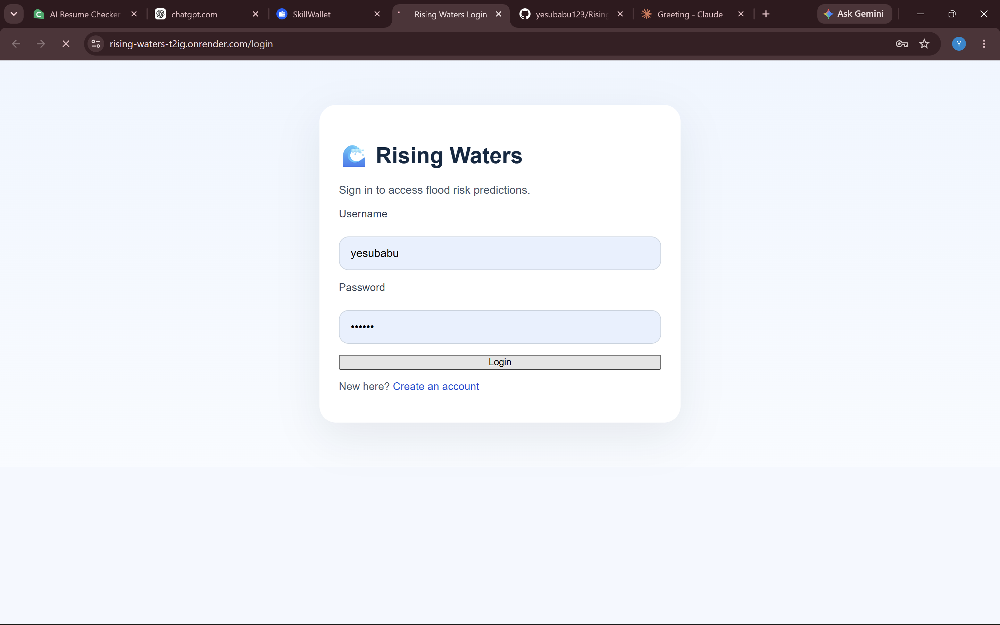 AI Resume Checker
chatgpt.com
SkillWallet
Rising Waters Login
yesubabu123/Rising
Greeting - Claude
Ask Gemini
rising-waters-t2ig.onrender.com/login
Y
Rising Waters
Sign in to access flood risk predictions.
Username
yesubabu
Password
••••••
Login
New here? Create an account